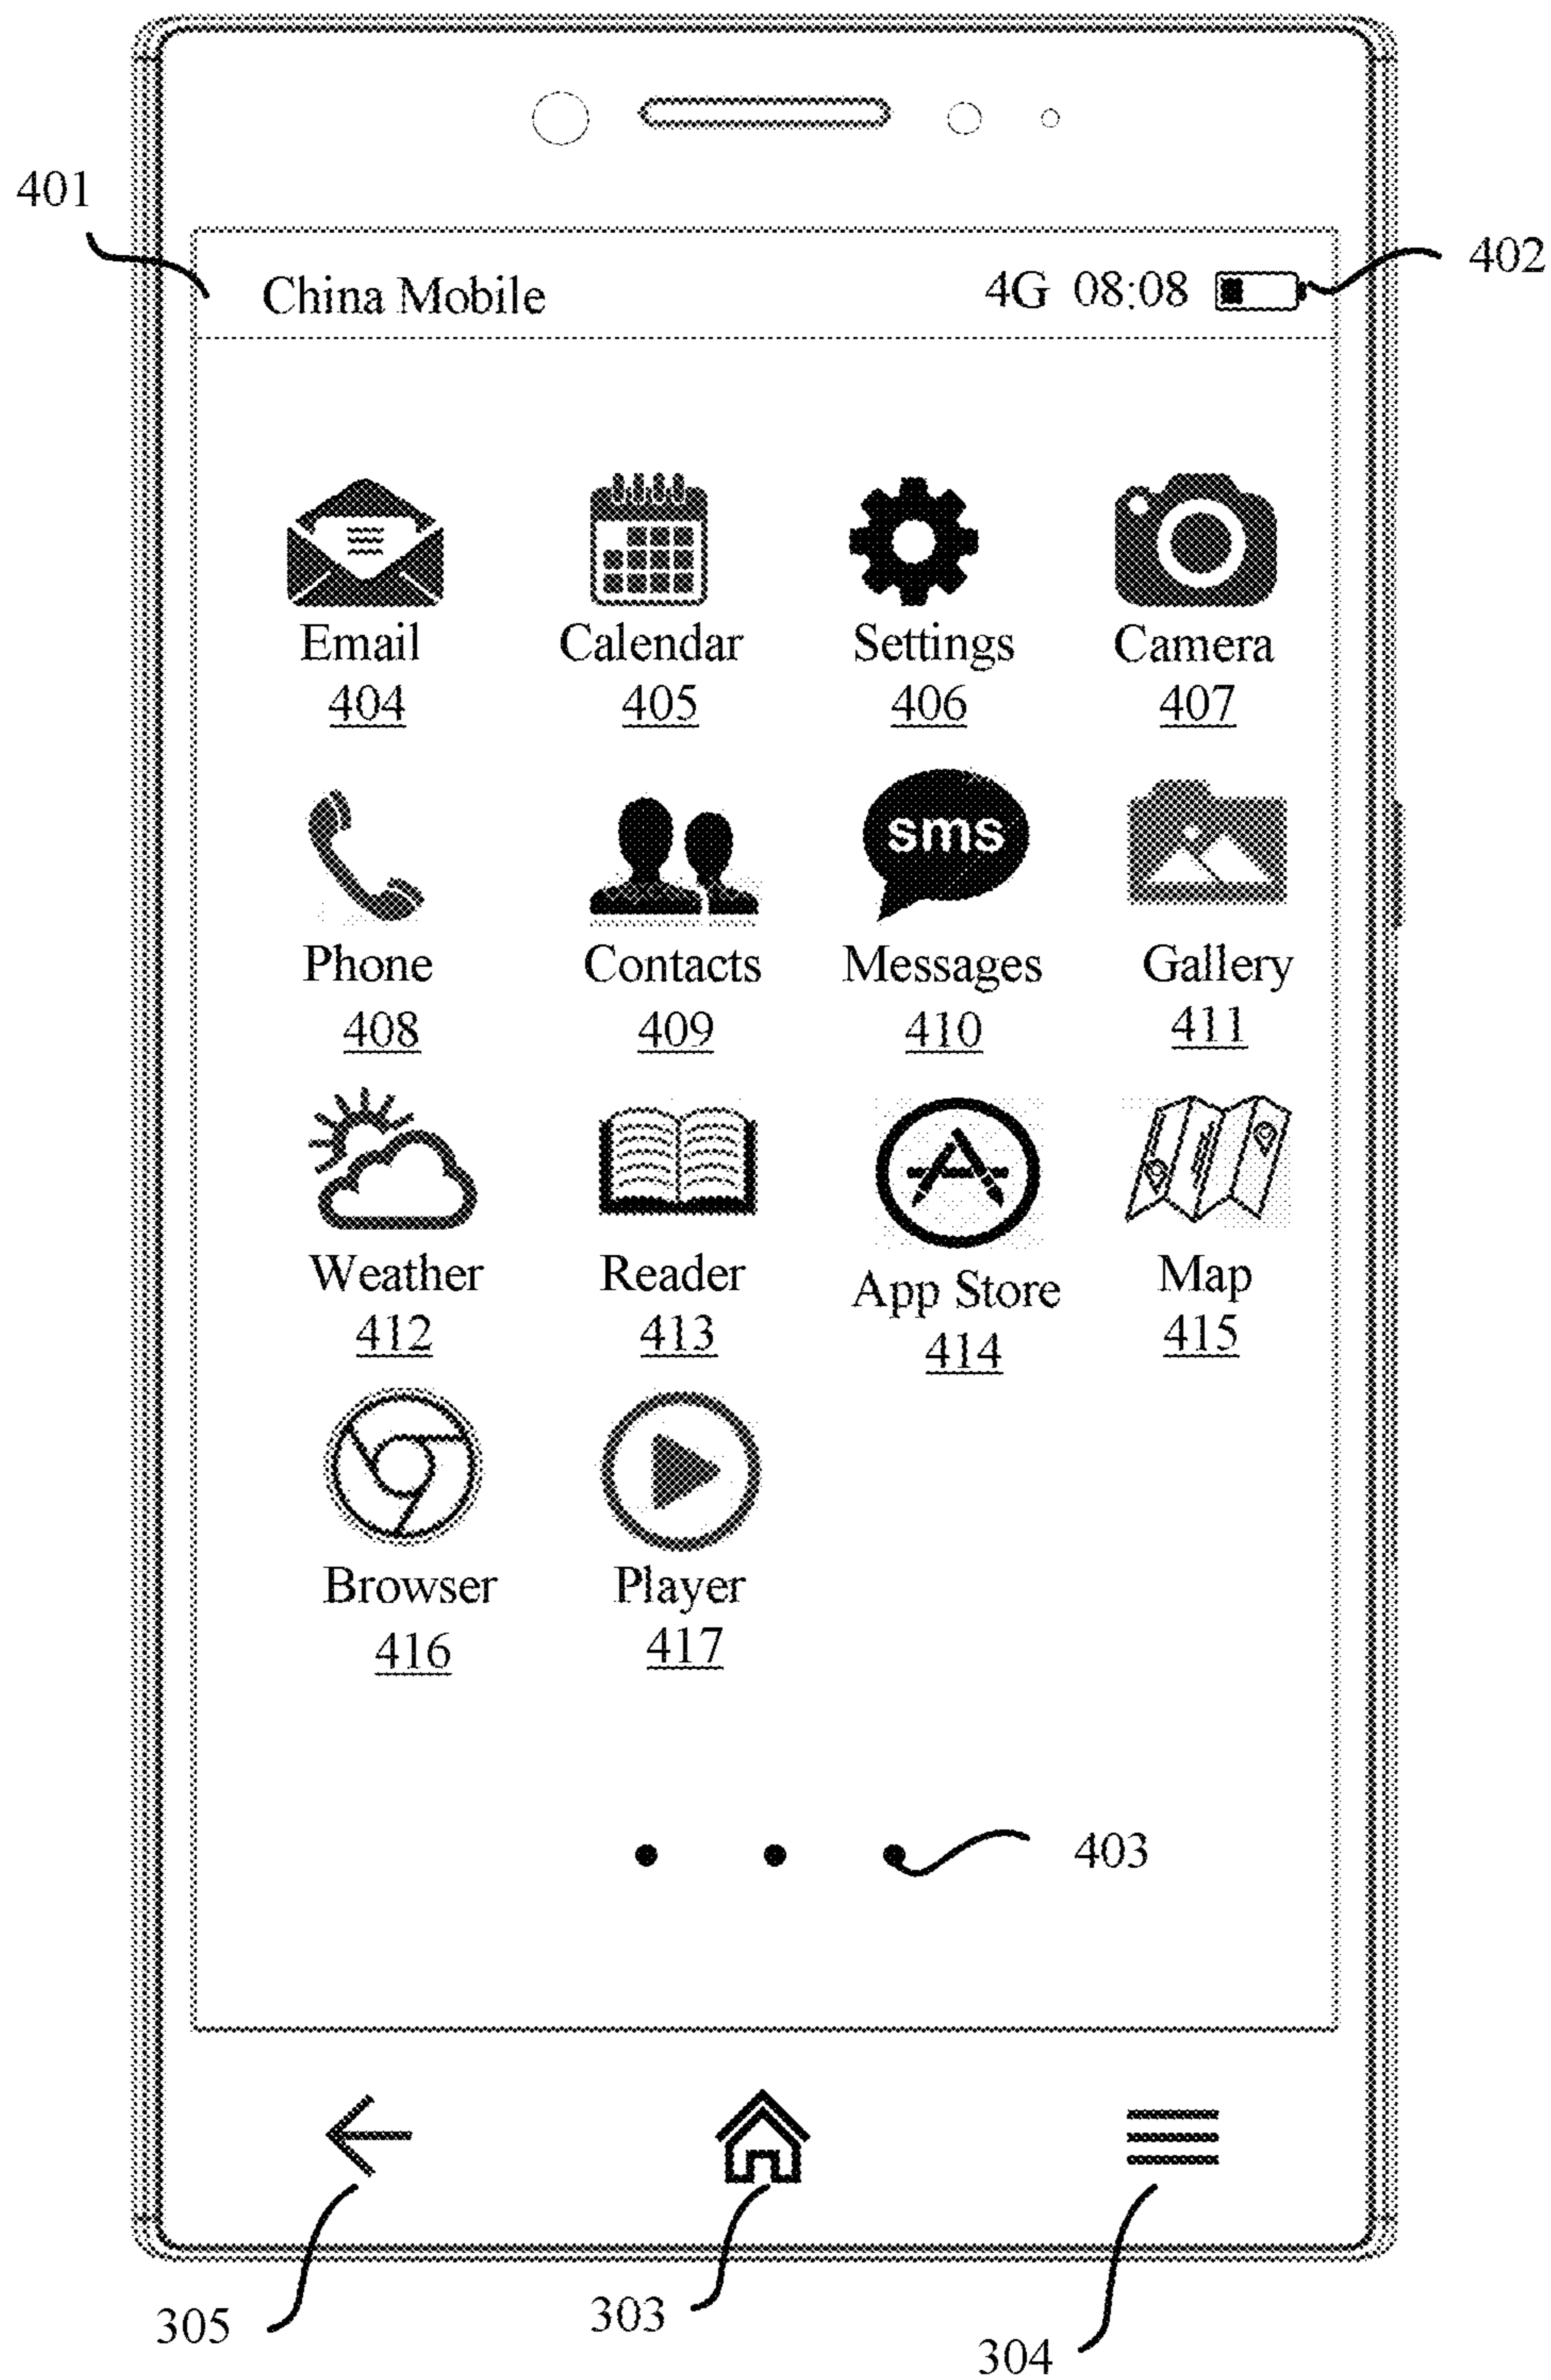 401
402
China Mobile 4G 08:08
Email Calendar Settings Camera
404 405 406 407
sms
Phone Contacts Messages Gallery
408 409 410 411
Weather Reader App Store Map
412 413 414 415
Browser Player
416 417
403
305 303 304